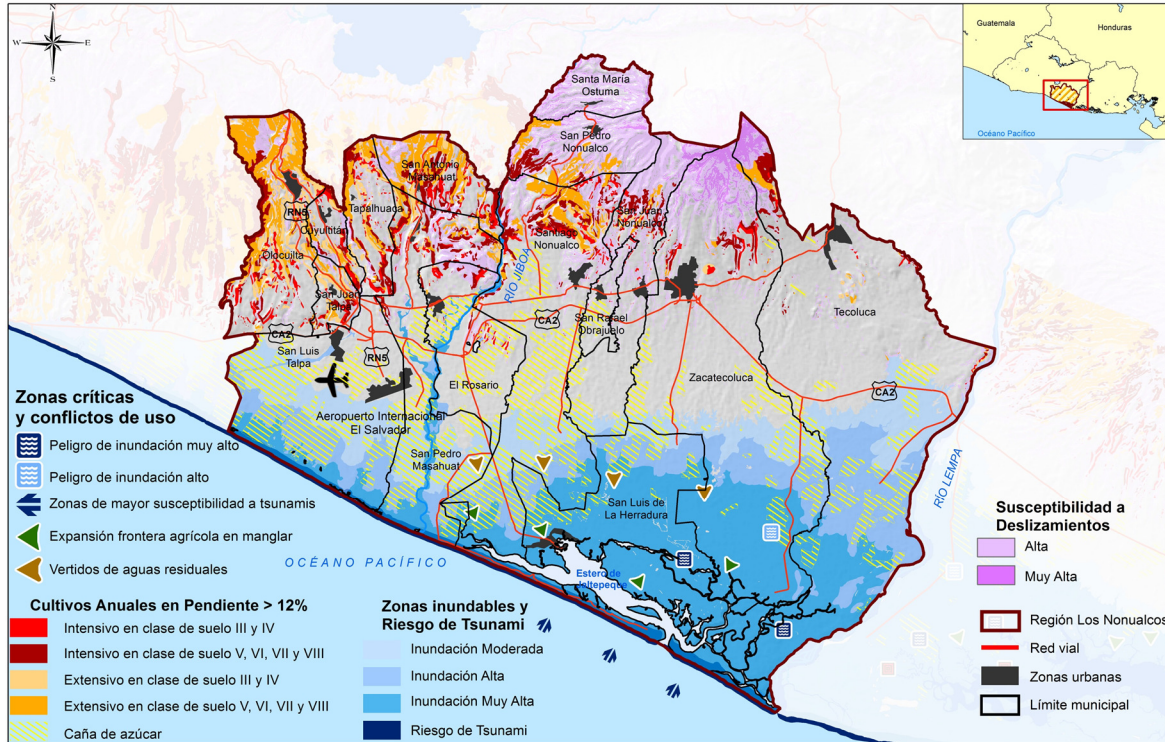 N
W
E
S
Guatemala
Honduras
Océano Pacífico
Santa María
Ostuma
San Pedro
Nonualco
San Antonio
Masahuat
Tapalhuaca
RN5
Cuyultitán
Olocuilta
San Juan
Talpa
Santiago
Nonualco
San Juan
Nonualco
RÍO JIBOA
CA2
San Rafael
Obrajuelo
Tecoluca
CA2
San Luis
Talpa
RN5
El Rosario
Zacatecoluca
CA2
Aeropuerto Internacional
El Salvador
San Pedro
Masahuat
San Luis de
La Herradura
RÍO LEMPA
OCÉANO PACÍFICO
Estero de
Jaltepeque
Zonas críticas
y conflictos de uso
Peligro de inundación muy alto
Peligro de inundación alto
Zonas de mayor susceptibilidad a tsunamis
Expansión frontera agrícola en manglar
Vertidos de aguas residuales
Cultivos Anuales en Pendiente > 12%
Intensivo en clase de suelo III y IV
Intensivo en clase de suelo V, VI, VII y VIII
Extensivo en clase de suelo III y IV
Extensivo en clase de suelo V, VI, VII y VIII
Caña de azúcar
Zonas inundables y
Riesgo de Tsunami
Inundación Moderada
Inundación Alta
Inundación Muy Alta
Riesgo de Tsunami
Susceptibilidad a
Deslizamientos
Alta
Muy Alta
Región Los Nonualcos
Red vial
Zonas urbanas
Límite municipal